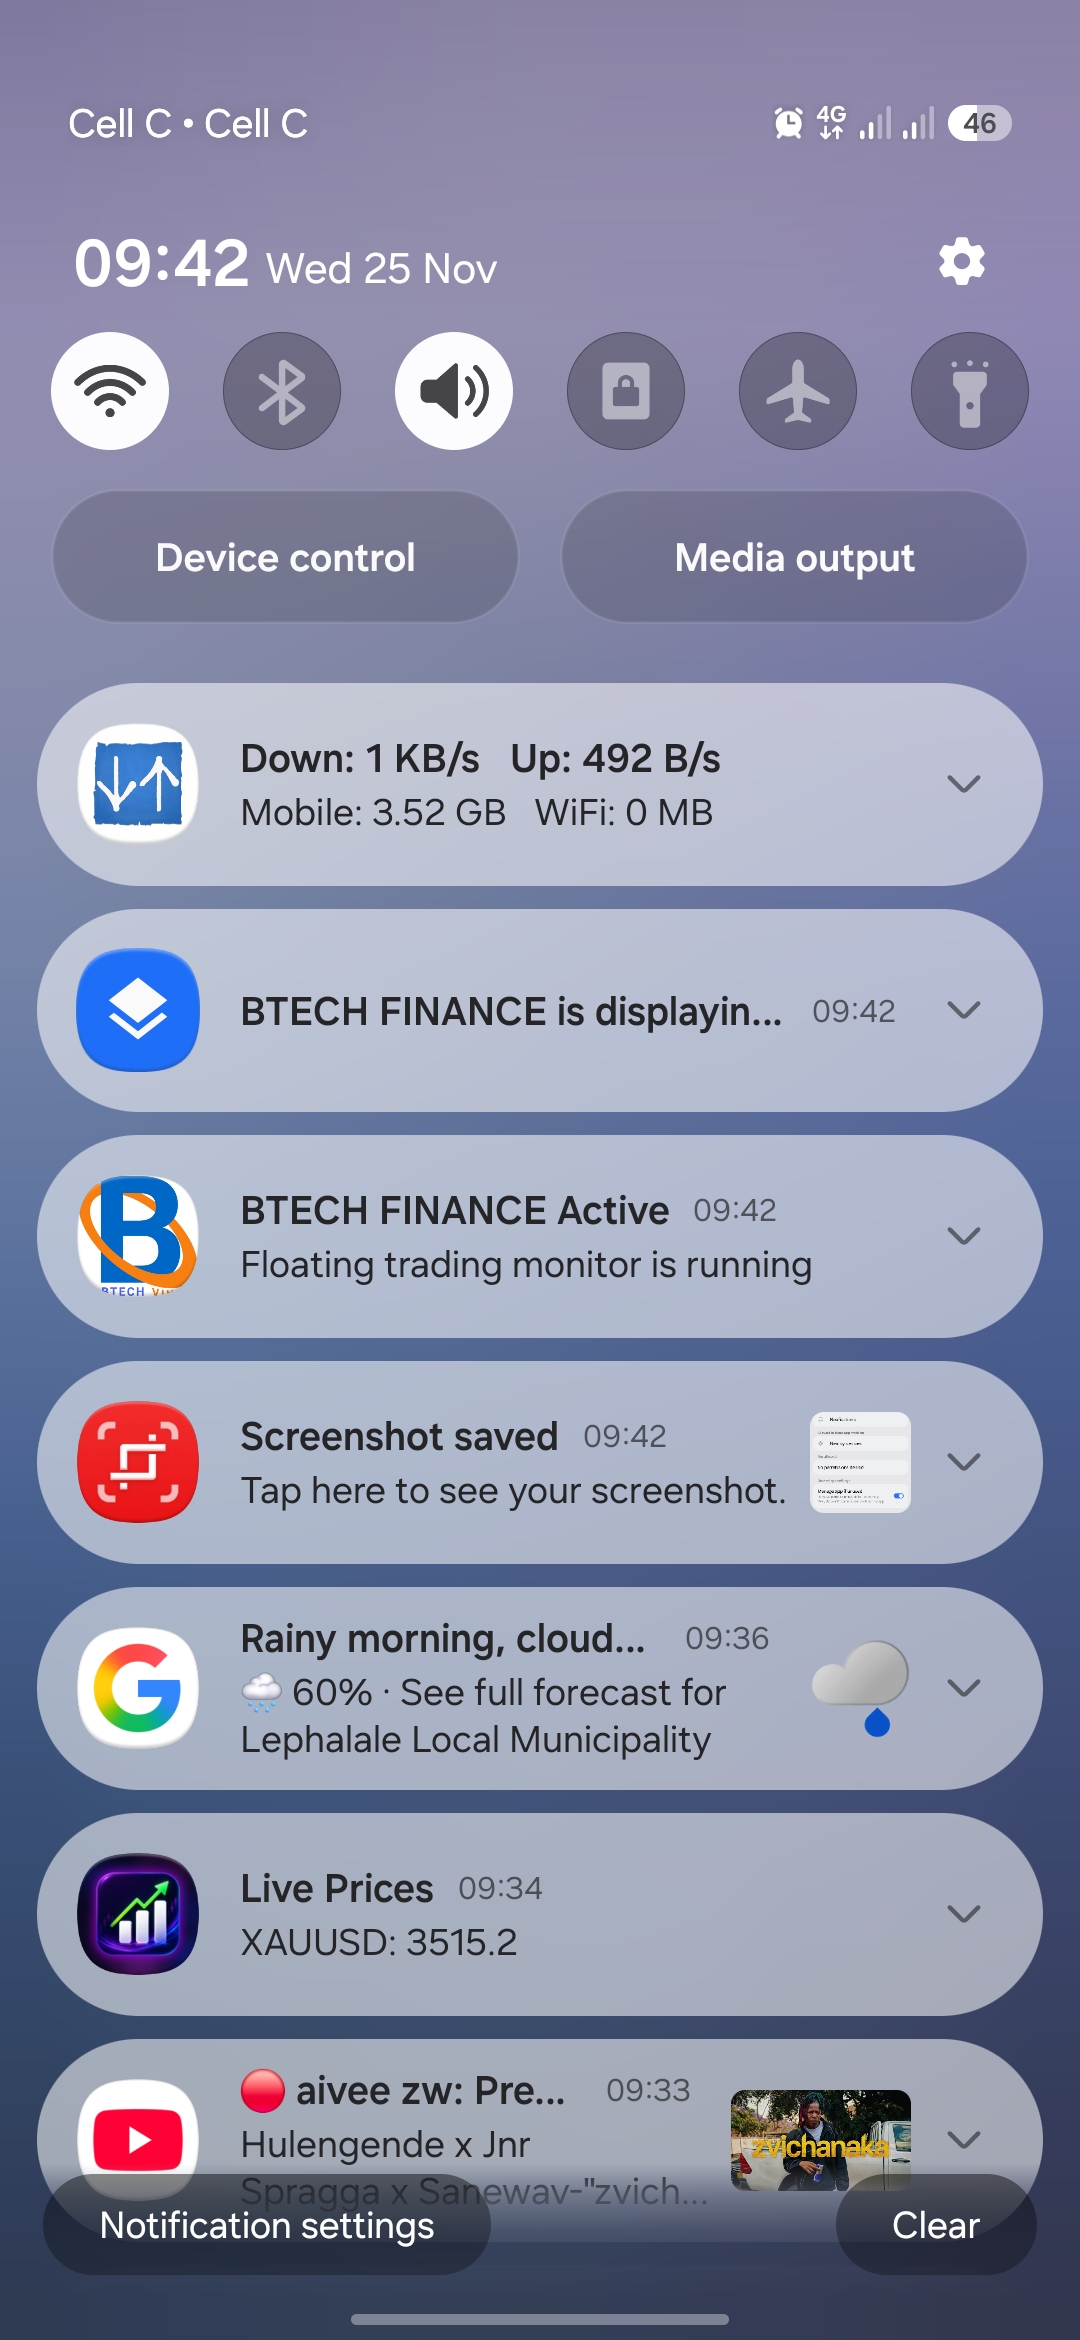 Cell C • Cell C
4G
46
09:42 Wed 25 Nov
Device control
Media output
Down: 1 KB/s Up: 492 B/s
Mobile: 3.52 GB WiFi: 0 MB
BTECH FINANCE is displayin... 09:42
BTECH FINANCE Active 09:42
Floating trading monitor is running
B
BTECH
Screenshot saved 09:42
Tap here to see your screenshot.
Rainy morning, cloud... 09:36
🌧️ 60% · See full forecast for
Lephalale Local Municipality
Live Prices 09:34
XAUUSD: 3515.2
🔴 aivee zw: Pre... 09:33
Hulengende x Jnr
Spragga x Saneway-"zvich...
zvichanaka
Notification settings
Clear